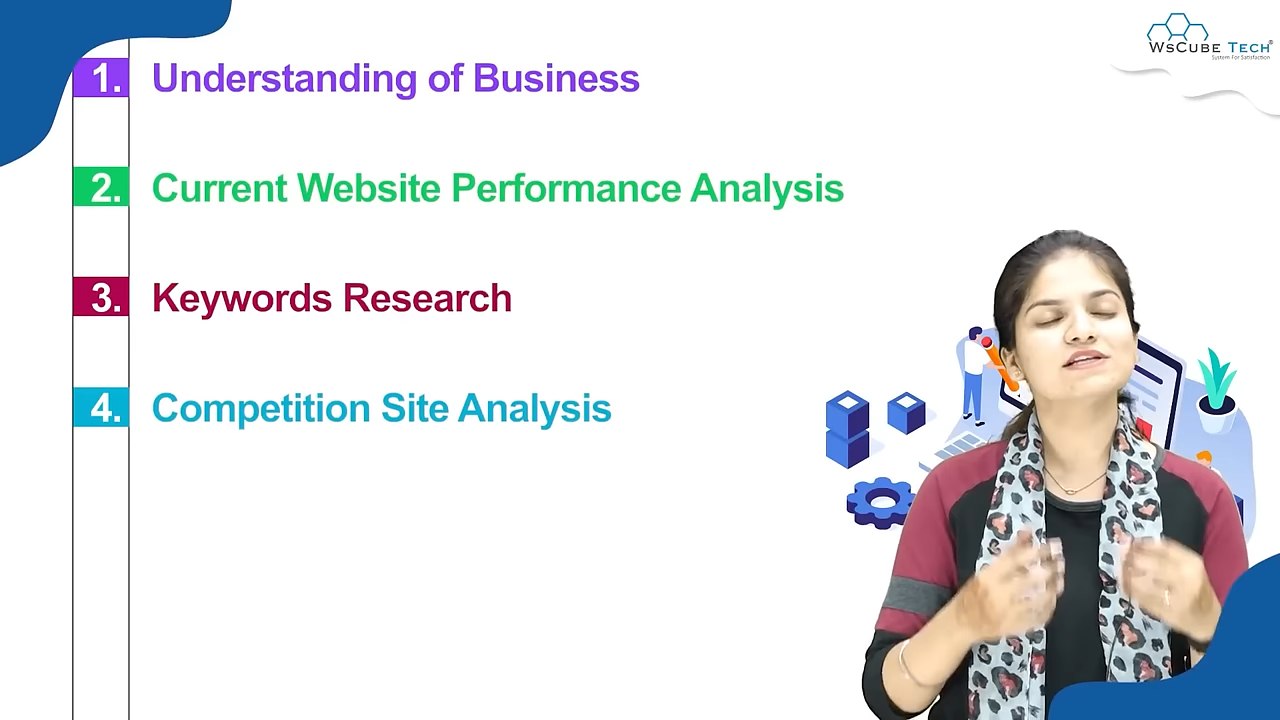 WsCube Tech®
System For Satisfaction
1. Understanding of Business
2. Current Website Performance Analysis
3. Keywords Research
4. Competition Site Analysis